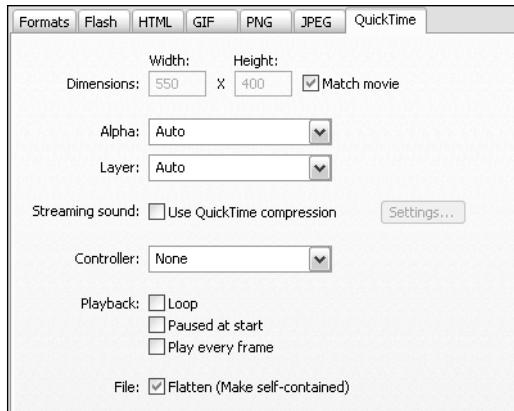 Formats Flash HTML GIF PNG JPEG QuickTime
Width: Height:
Dimensions: 550 X 400 Match movie
Alpha: Auto
Layer: Auto
Streaming sound: Use QuickTime compression Settings...
Controller: None
Playback: Loop
Paused at start
Play every frame
File: Flatten (Make self-contained)